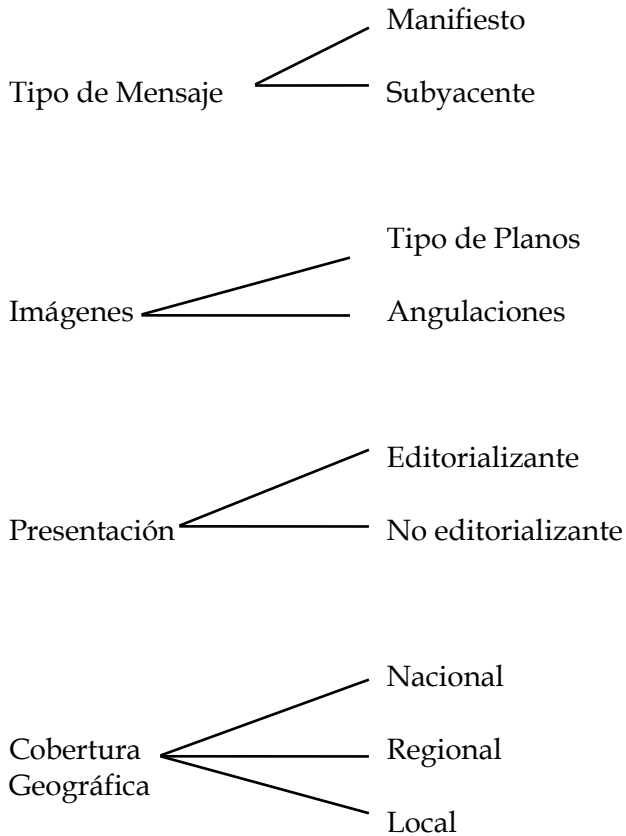 Manifiesto
Tipo de Mensaje
Subyacente
Tipo de Planos
Imágenes
Angulaciones
Editorializante
Presentación
No editorializante
Nacional
Cobertura
Geográfica
Regional
Local